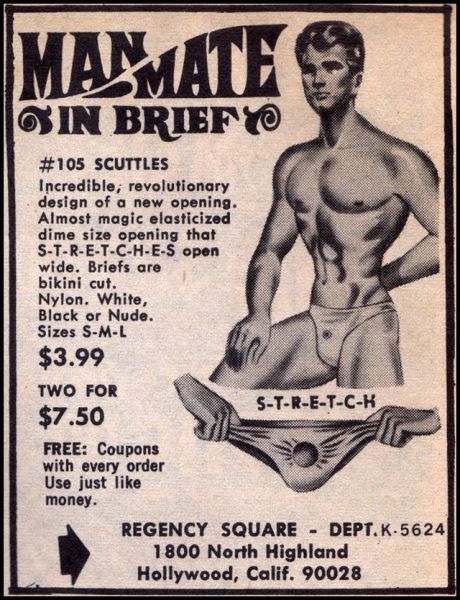 MAN MATE
IN BRIEF
#105 SCUTTLES
Incredible, revolutionary
design of a new opening.
Almost magic elasticized
dime size opening that
S-T-R-E-T-C-H-E-S open
wide. Briefs are
bikini cut.
Nylon. White,
Black or Nude.
Sizes S-M-L
$3.99
TWO FOR
$7.50
FREE: Coupons
with every order
Use just like
money.
S-T-R-E-T-C-H
REGENCY SQUARE - DEPT. K-5624
1800 North Highland
Hollywood, Calif. 90028